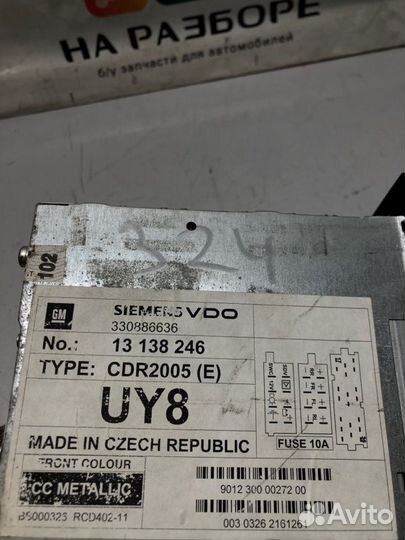 НА РАЗБОРЕ
б/у запчасти для автомобилей
324
102
GM
SIEMENS VDO
330886636
No.: 13 138 246
TYPE: CDR2005 (E)
UY8
MADE IN CZECH REPUBLIC
FUSE 10A
FRONT COLOUR
CC METALLIC
9012 300 00272 00
BS000326 RCD402-11
003 0326 2161261
Avito